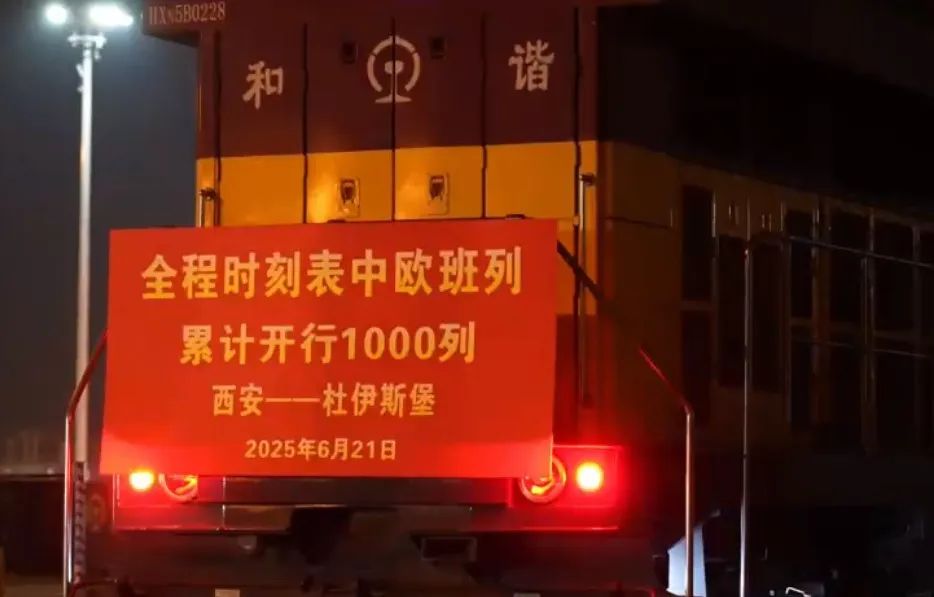 HXN5B0228
和 谐
全程时刻表中欧班列
累计开行1000列
西安——杜伊斯堡
2025年6月21日